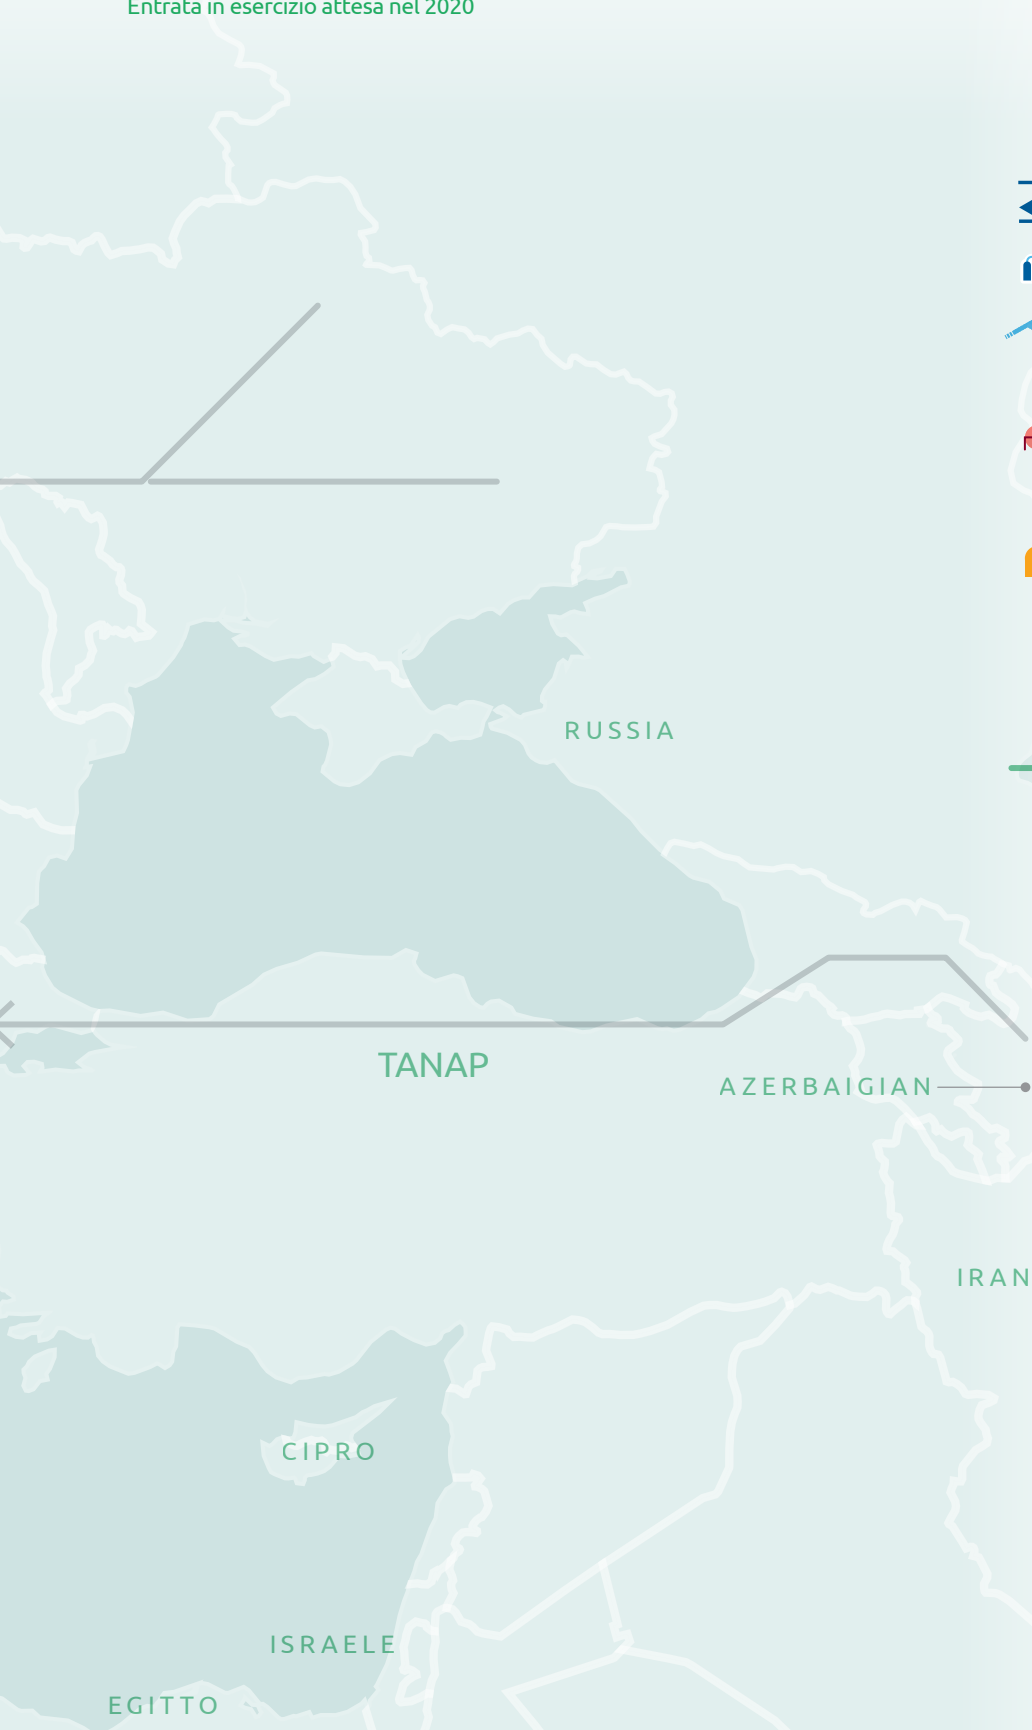 Entrata in esercizio attesa nel 2020
RUSSIA
TANAP
AZERBAIGIAN
IRAN
CIPRO
ISRAELE
EGITTO